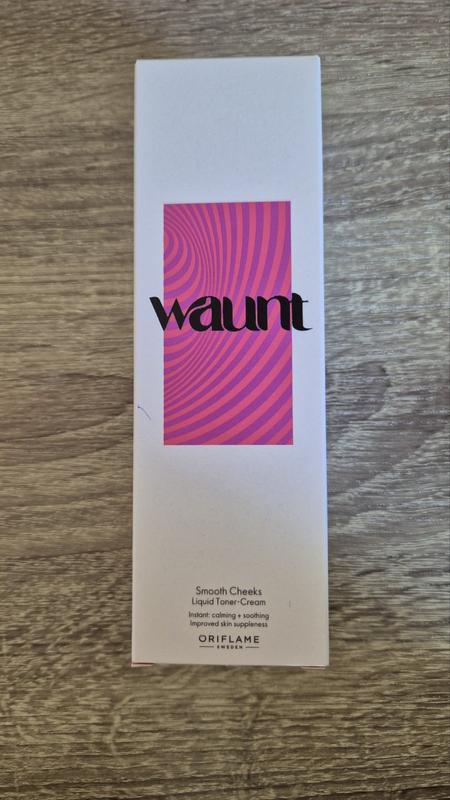 waunt
Smooth Cheeks
Liquid Toner-Cream
Instant: calming + soothing
Improved skin suppleness
ORIFLAME
SWEDEN